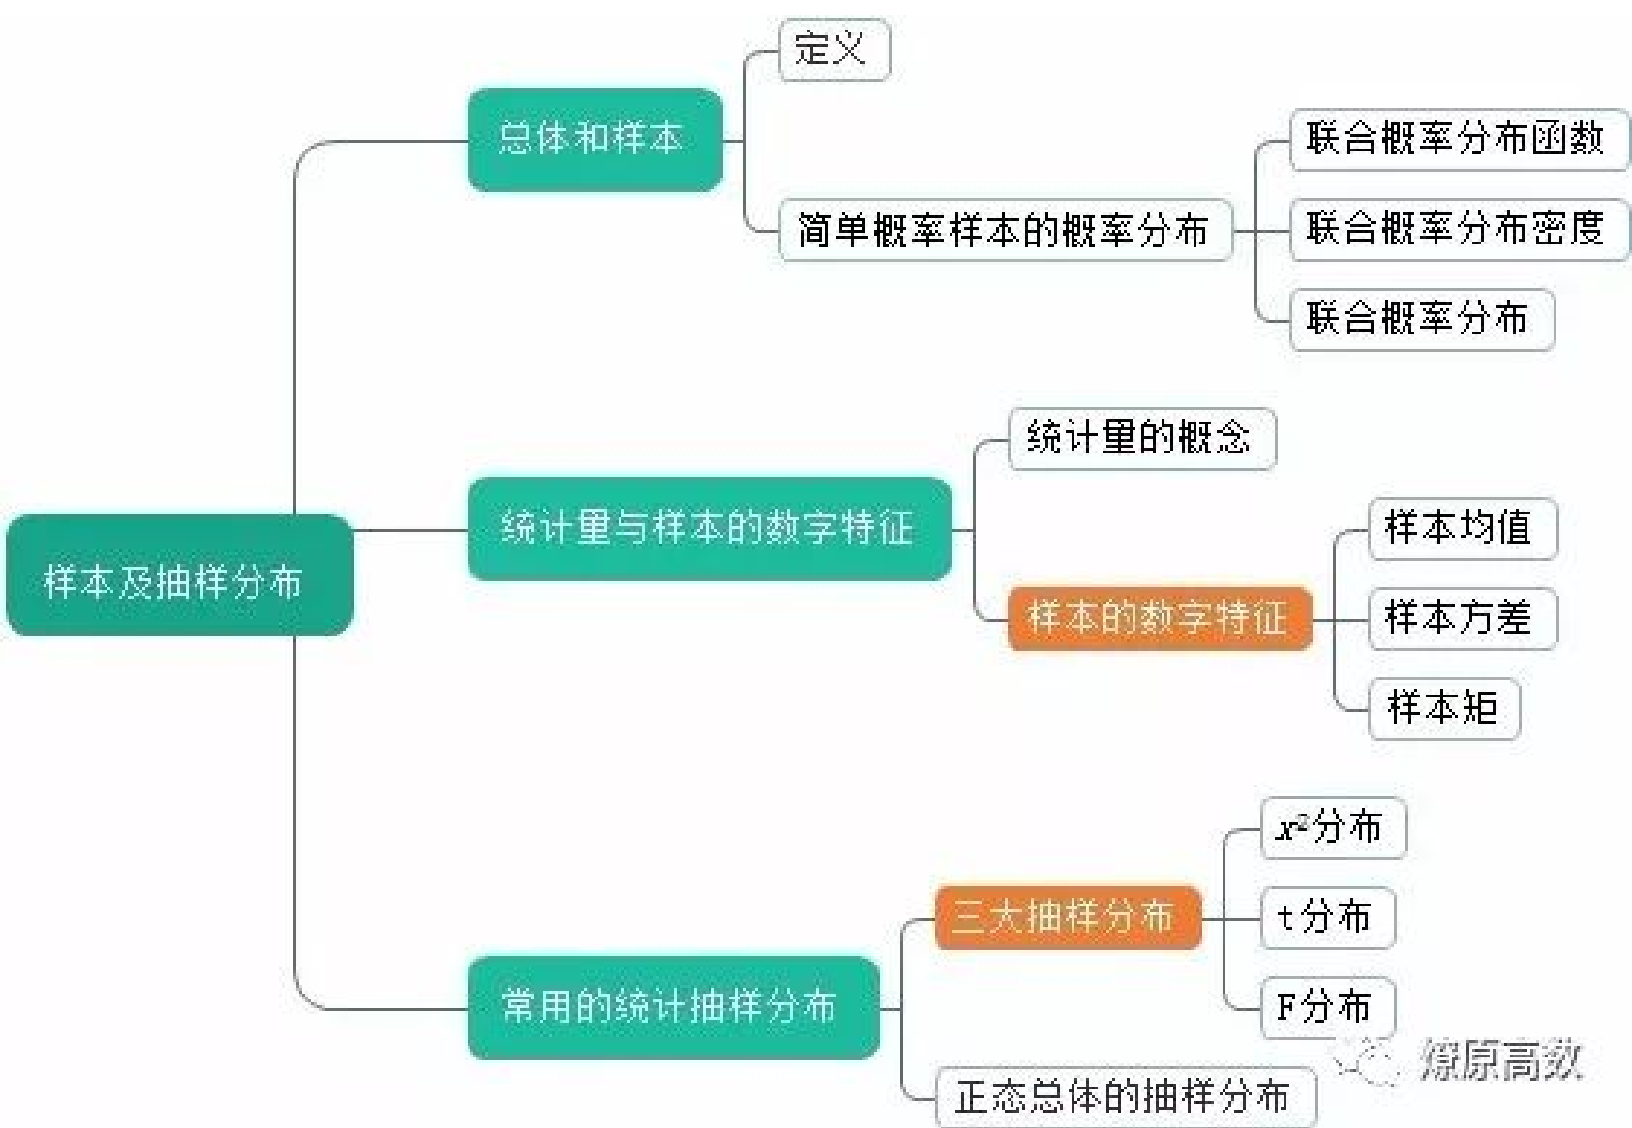 定义
总体和样本
联合概率分布函数
简单概率样本的概率分布
联合概率分布密度
联合概率分布
统计量的概念
统计量与样本的数字特征
样本均值
样本及抽样分布
样本的数字特征
样本方差
样本矩
x²分布
三大抽样分布
t分布
常用的统计抽样分布
F分布
燎原高数
正态总体的抽样分布